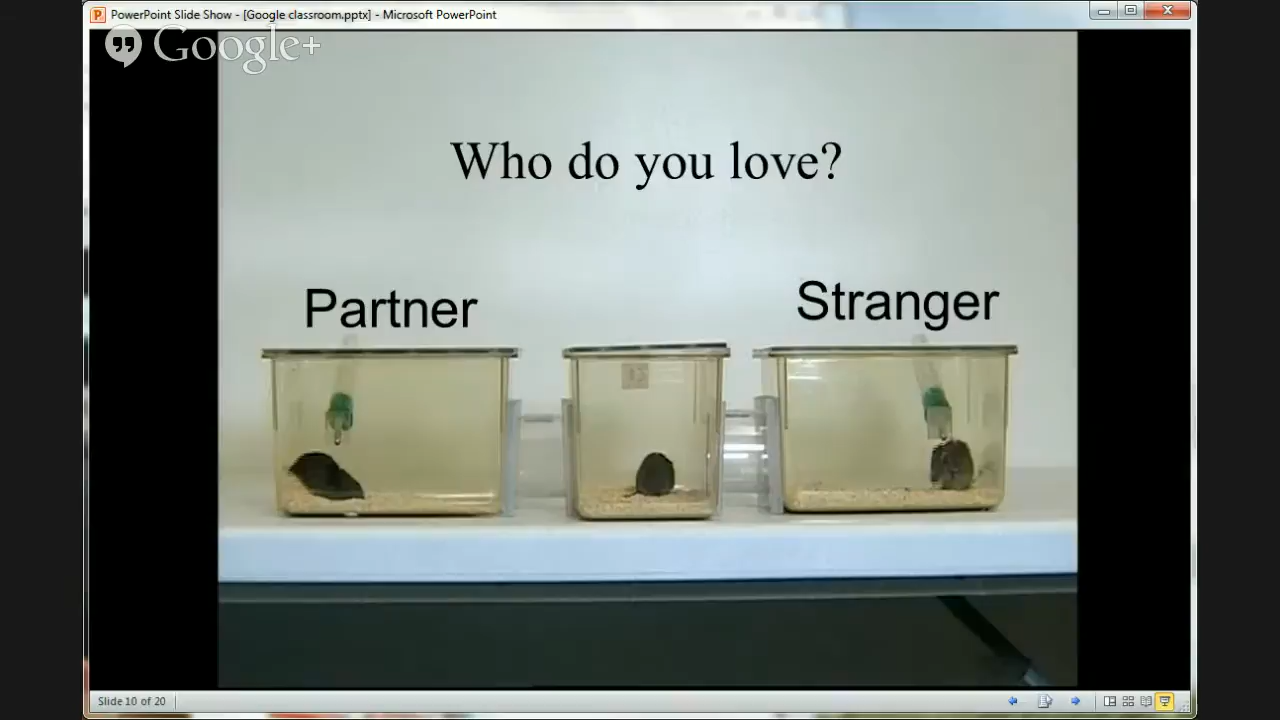 PowerPoint Slide Show - [Google classroom.pptx] - Microsoft PowerPoint
Google+
Who do you love?
Partner
Stranger
Slide 10 of 20